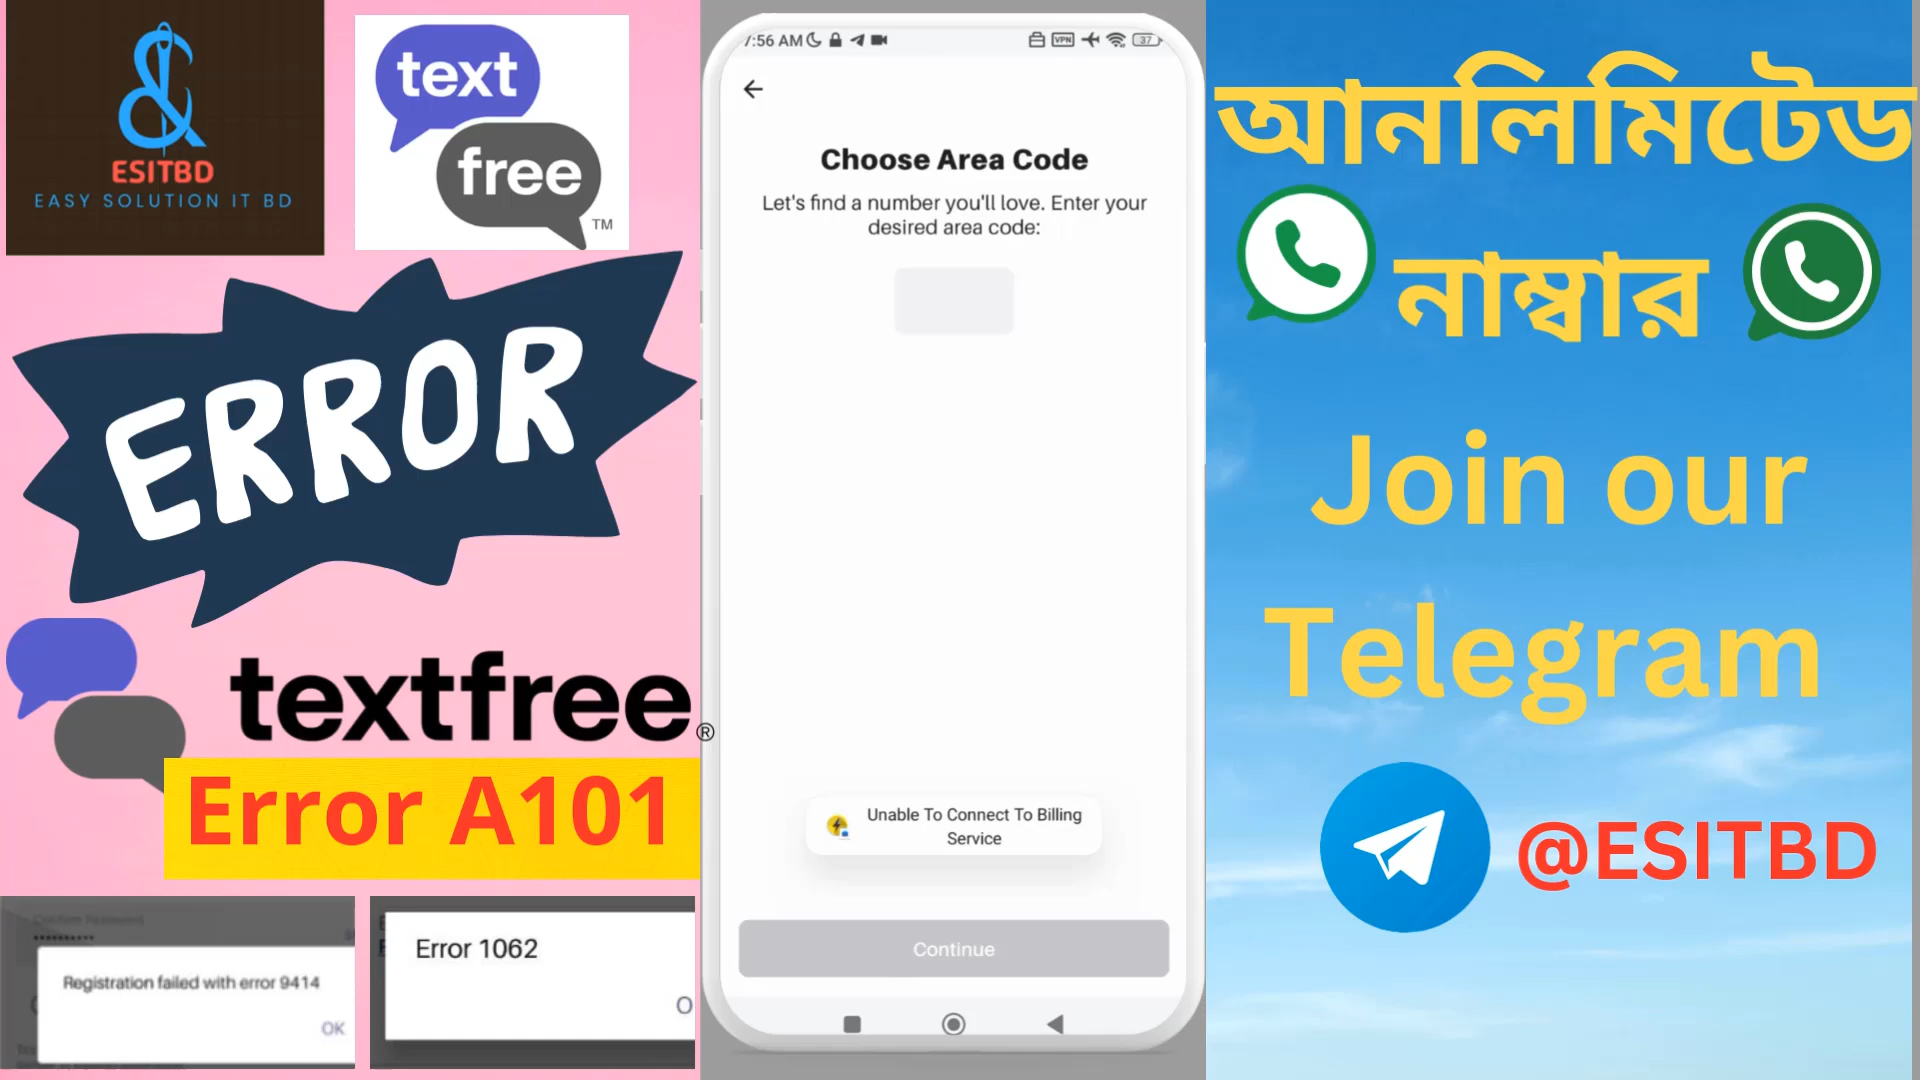 ESITBD
EASY SOLUTION IT BD
text
free
TM
ERROR
textfree
®
Error A101
Registration failed with error 9414
OK
Error 1062
7:56 AM
VPN
37
Choose Area Code
Let's find a number you'll love. Enter your
desired area code:
Unable To Connect To Billing
Service
Continue
আনলিমিটেড
নাম্বার
Join our
Telegram
@ESITBD